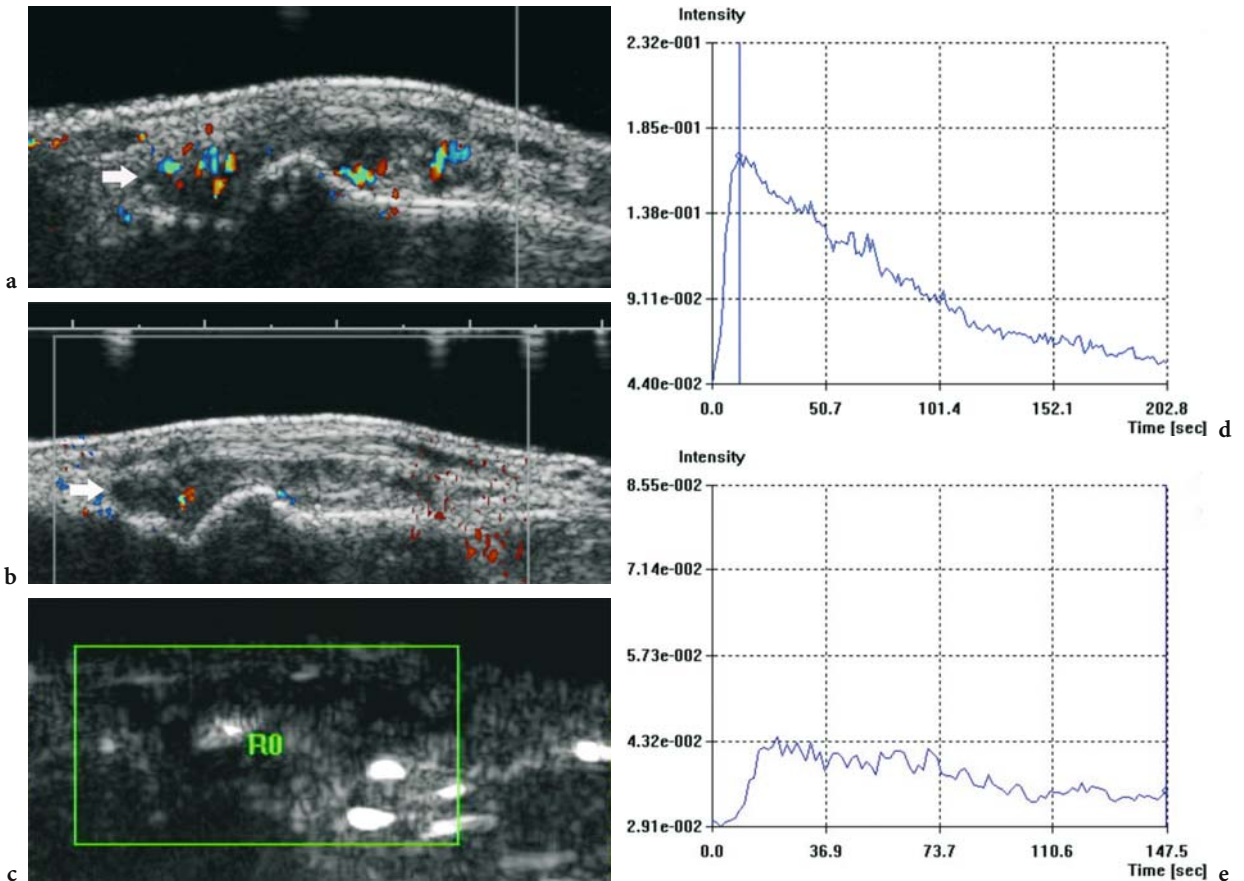 a
b
R0
c
Intensity
2.32e-001
1.85e-001
1.38e-001
9.11e-002
4.40e-002
0.0 50.7 101.4 152.1 202.8
Time [sec] d
Intensity
8.55e-002
7.14e-002
5.73e-002
4.32e-002
2.91e-002
0.0 36.9 73.7 110.6 147.5
Time [sec] e